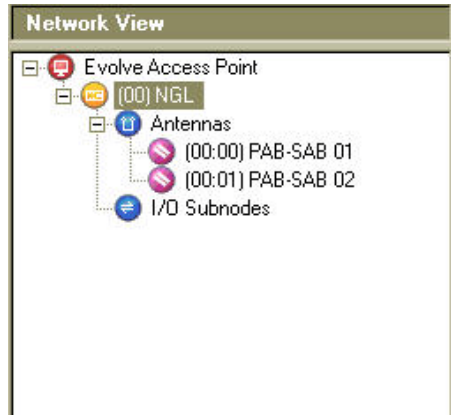 Network View
Evolve Access Point
(00) NGL
Antennas
(00:00) PAB-SAB 01
(00:01) PAB-SAB 02
I/O Subnodes